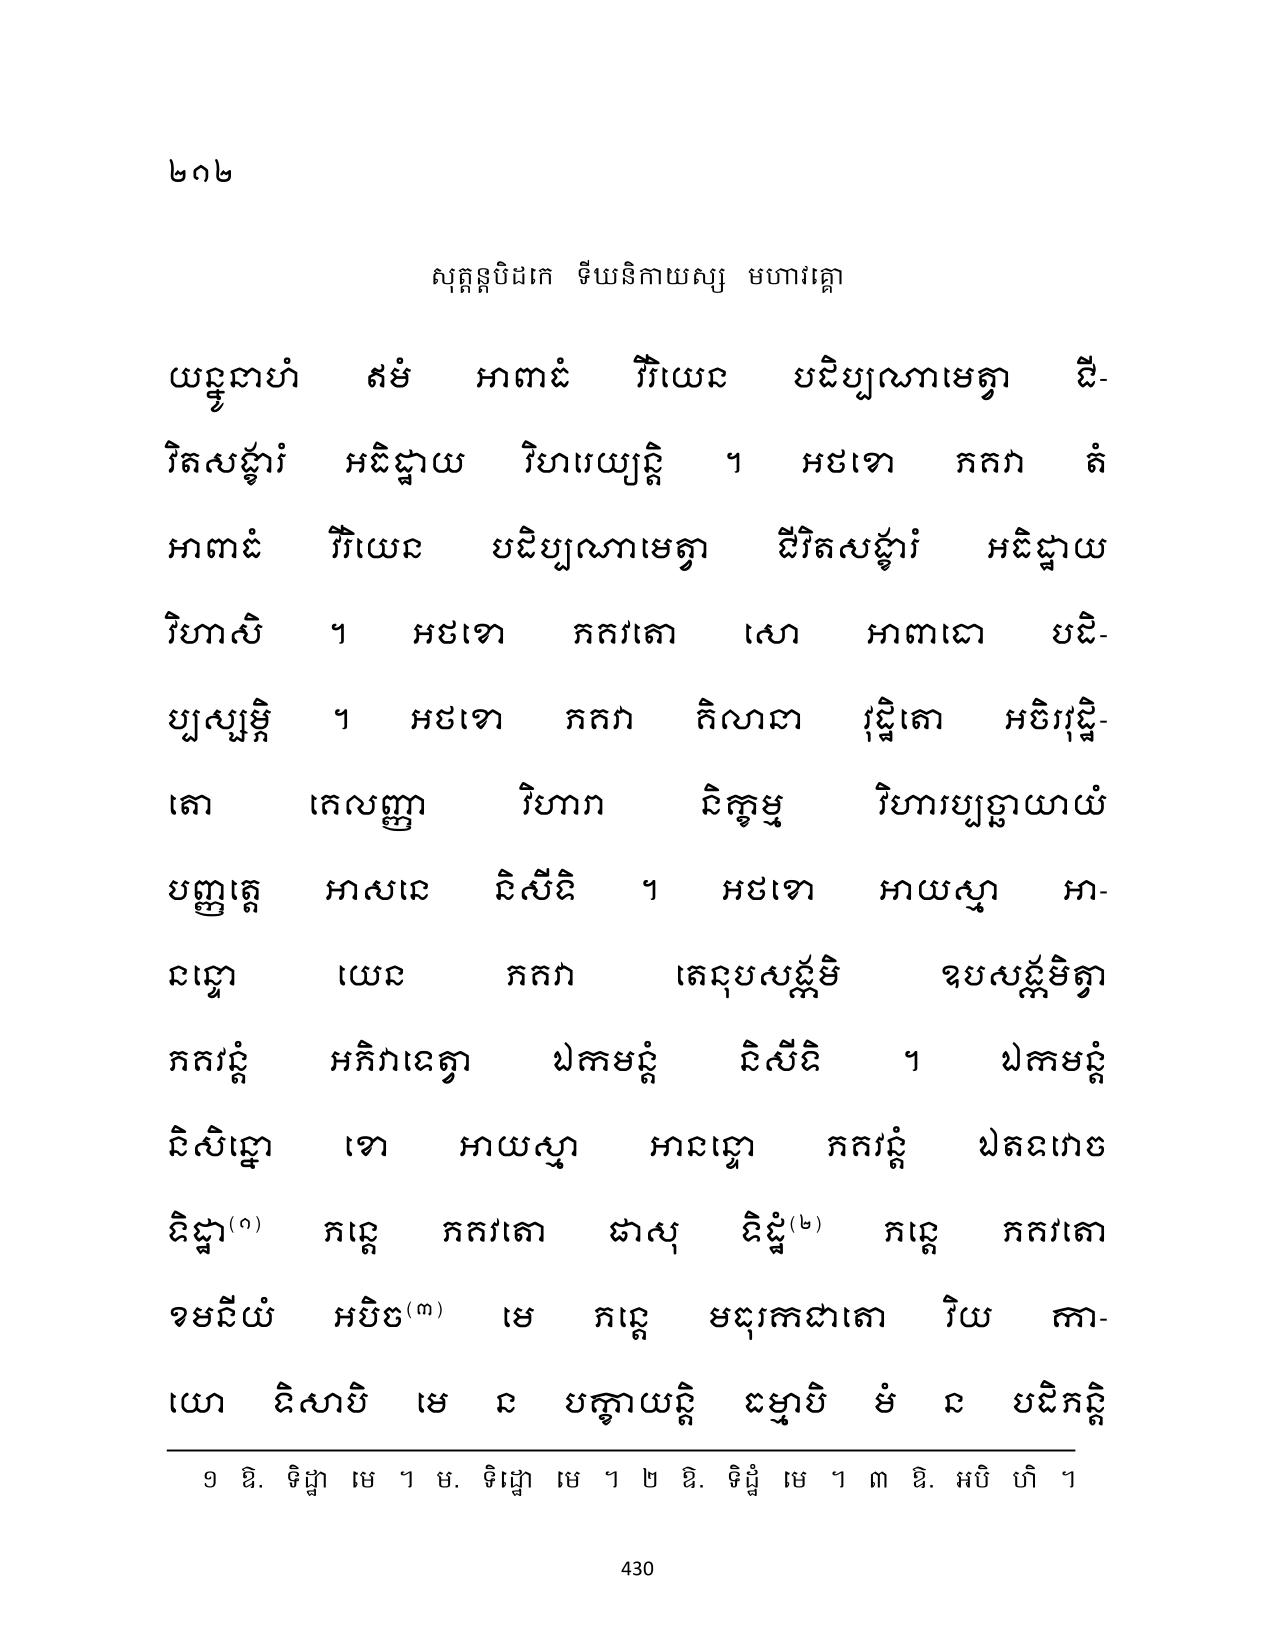 ២១២
សុត្តន្តបិដកេ ទីឃនិកាយស្ស មហាវគ្គោ
យន្នូនាហំ ឥមំ អាពាធំ វីរិយេន បដិប្បណាមេត្វា ជី-
វិតសង្ខារំ អធិដ្ឋាយ វិហរេយ្យន្តិ ។ អថខោ ភគវា តំ
អាពាធំ វីរិយេន បដិប្បណាមេត្វា ជីវិតសង្ខារំ អធិដ្ឋាយ
វិហាសិ ។ អថខោ ភគវតោ សោ អាពាធោ បដិ-
ប្បស្សម្ភិ ។ អថខោ ភគវា គិលានា វុដ្ឋិតោ អចិរវុដ្ឋិ-
តោ គេលញ្ញា វិហារា និក្ខម្ម វិហារប្បច្ឆាយាយំ
បញ្ញត្តេ អាសនេ និសីទិ ។ អថខោ អាយស្មា អា-
នន្ទោ យេន ភគវា តេនុបសង្កមិ ឧបសង្កមិត្វា
ភគវន្តំ អភិវាទេត្វា ឯកមន្តំ និសីទិ ។ ឯកមន្តំ
និសិន្នោ ខោ អាយស្មា អានន្ទោ ភគវន្តំ ឯតទវោច
ទិដ្ឋា(១) ភន្តេ ភគវតោ ផាសុ ទិដ្ឋំ(២) ភន្តេ ភគវតោ
ខមនីយំ អបិច(៣) មេ ភន្តេ មធុរកជាតោ វិយ កា-
យោ ទិសាបិ មេ ន បក្ខាយន្តិ ធម្មាបិ មំ ន បដិភន្តិ
១ ឱ. ទិដ្ឋា មេ ។ ម. ទិដ្ឋោ មេ ។ ២ ឱ. ទិដ្ឋំ មេ ។ ៣ ឱ. អបិ ហិ ។
430